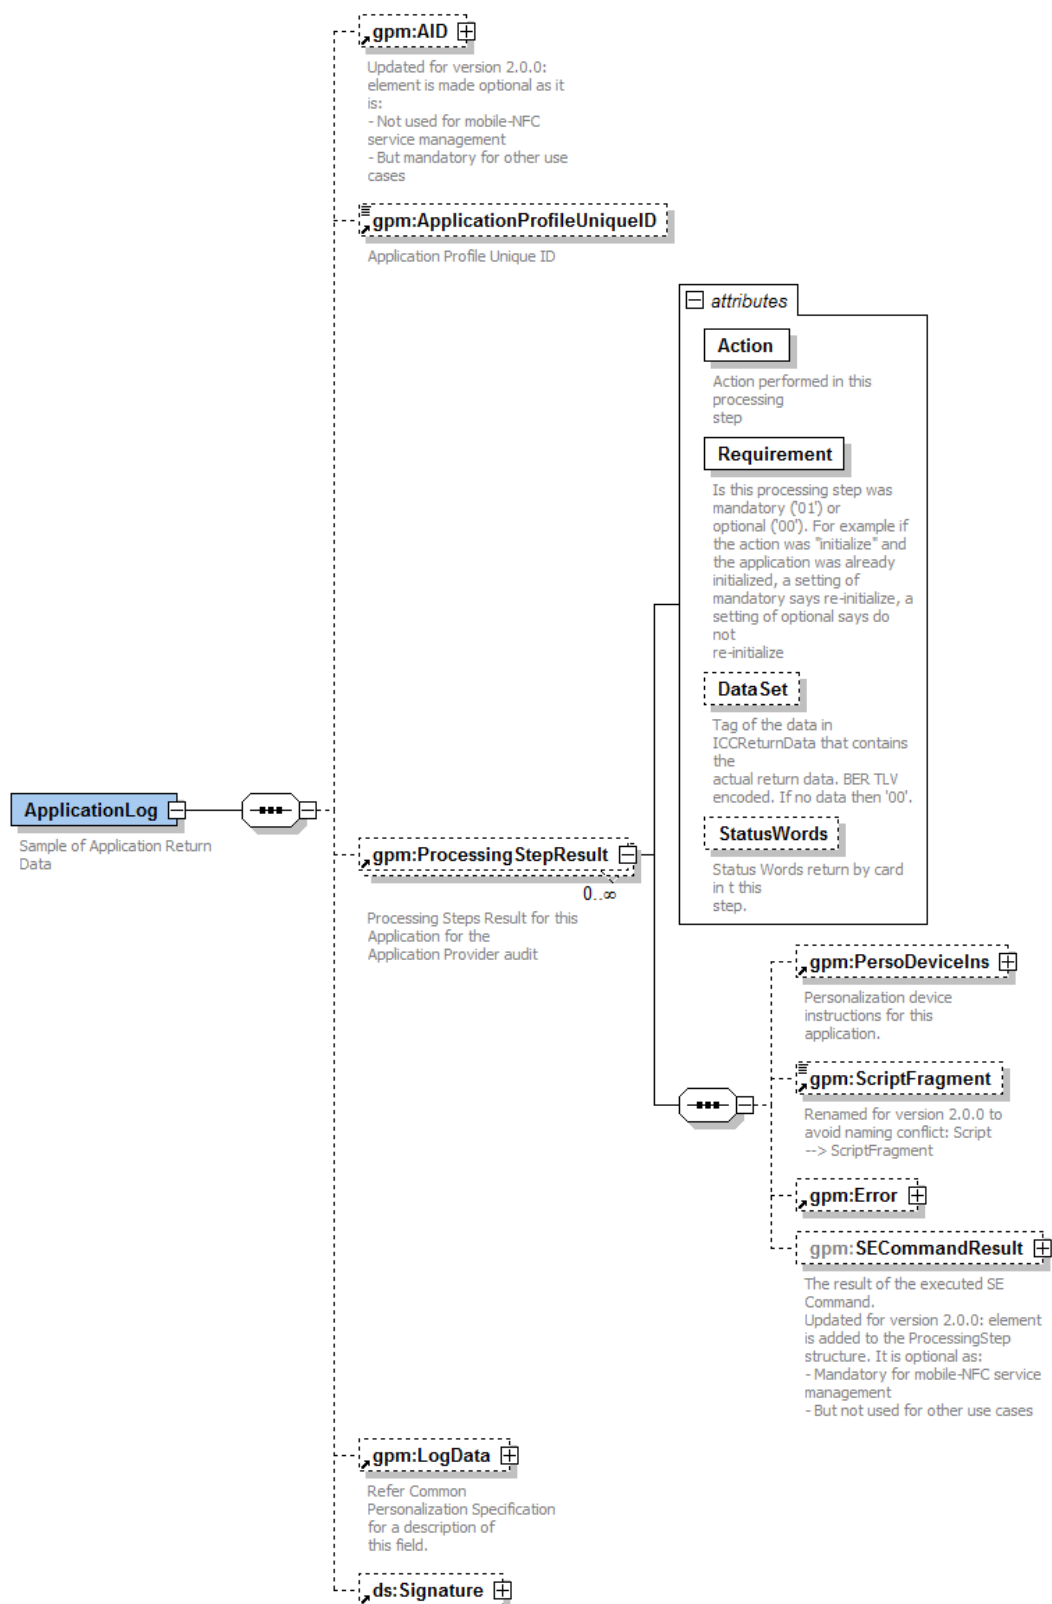 gpm:AID
Updated for version 2.0.0:
element is made optional as it
is:
- Not used for mobile-NFC
service management
- But mandatory for other use
cases
gpm:ApplicationProfileUniqueID
Application Profile Unique ID
attributes
Action
Action performed in this
processing
step
Requirement
Is this processing step was
mandatory ('01') or
optional ('00'). For example if
the action was "initialize" and
the application was already
initialized, a setting of
mandatory says re-initialize, a
setting of optional says do
not
re-initialize
DataSet
Tag of the data in
ICCReturnData that contains
the
actual return data. BER TLV
encoded. If no data then '00'.
StatusWords
Status Words return by card
in t this
step.
ApplicationLog
Sample of Application Return
Data
gpm:ProcessingStepResult
0..∞
Processing Steps Result for this
Application for the
Application Provider audit
gpm:PersoDeviceIns
Personalization device
instructions for this
application.
gpm:ScriptFragment
Renamed for version 2.0.0 to
avoid naming conflict: Script
--> ScriptFragment
gpm:Error
gpm:SECommandResult
The result of the executed SE
Command.
Updated for version 2.0.0: element
is added to the ProcessingStep
structure. It is optional as:
- Mandatory for mobile-NFC service
management
- But not used for other use cases
gpm:LogData
Refer Common
Personalization Specification
for a description of
this field.
ds:Signature